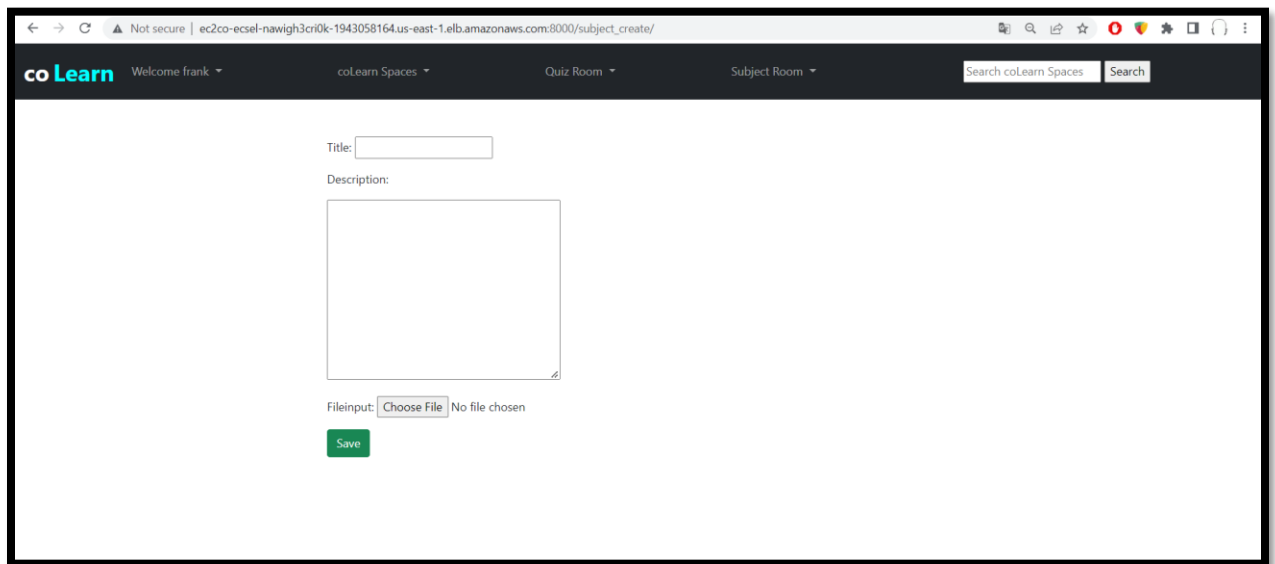 Not secure | ec2co-ecsel-nawigh3cri0k-1943058164.us-east-1.elb.amazonaws.com:8000/subject_create/
co Learn Welcome frank coLearn Spaces Quiz Room Subject Room Search coLearn Spaces Search
Title:
Description:
Fileinput: Choose File No file chosen
Save